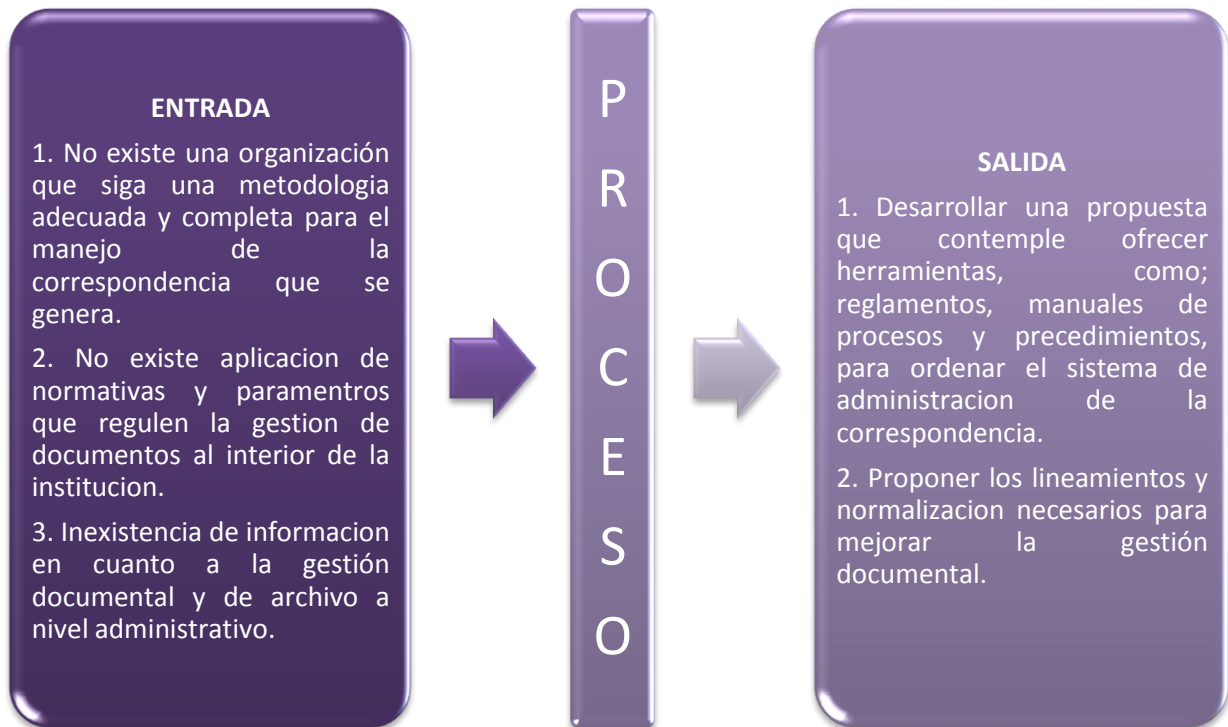 ENTRADA
1. No existe una organización
que siga una metodologia
adecuada y completa para el
manejo de la
correspondencia que se
genera.
2. No existe aplicacion de
normativas y paramentros
que regulen la gestion de
documentos al interior de la
institucion.
3. Inexistencia de informacion
en cuanto a la gestión
documental y de archivo a
nivel administrativo.
P
R
O
C
E
S
O
SALIDA
1. Desarrollar una propuesta
que contemple ofrecer
herramientas, como;
reglamentos, manuales de
procesos y precedimientos,
para ordenar el sistema de
administracion de la
correspondencia.
2. Proponer los lineamientos y
normalizacion necesarios para
mejorar la gestión
documental.